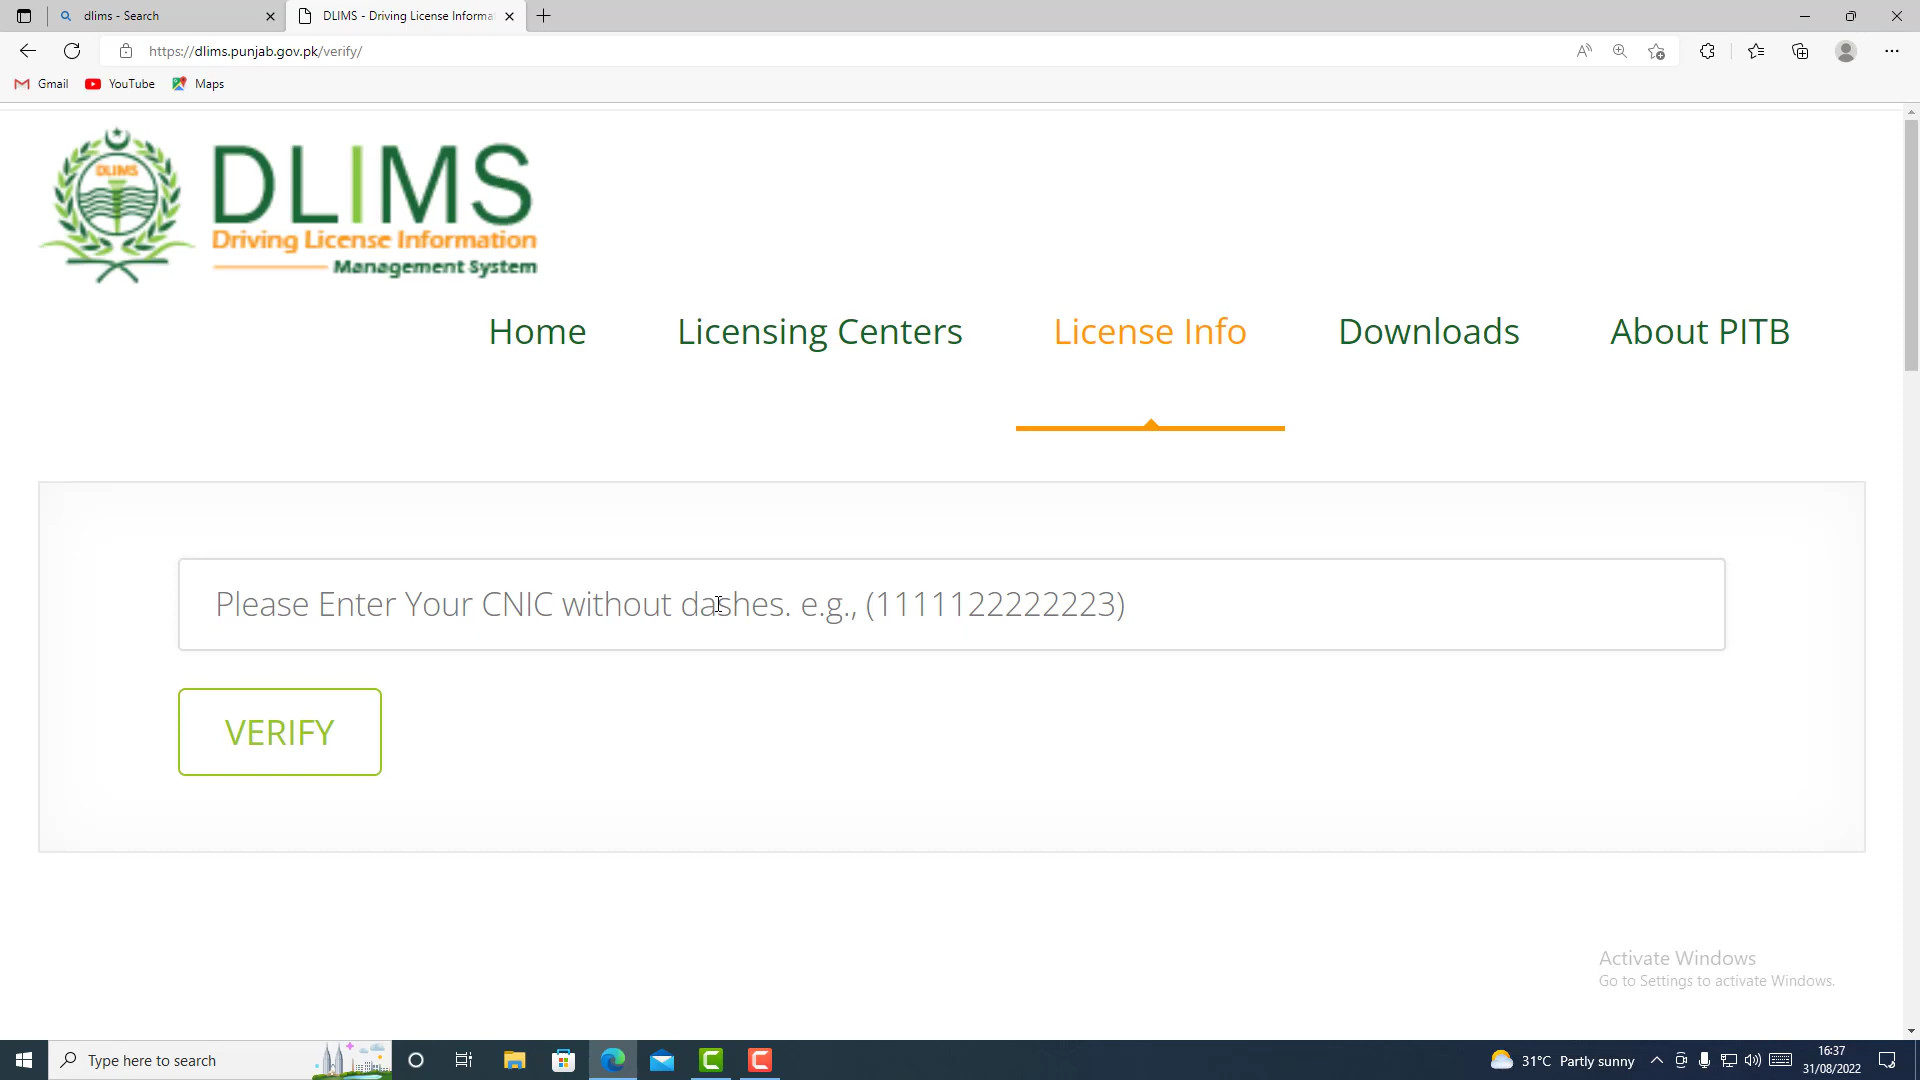 dlims - Search
DLIMS - Driving License Informa
https://dlims.punjab.gov.pk/verify/
Gmail
YouTube
Maps
DLIMS
DLIMS
Driving License Information
Management System
Home
Licensing Centers
License Info
Downloads
About PITB
Please Enter Your CNIC without dashes. e.g., (1111122222223)
VERIFY
Activate Windows
Go to Settings to activate Windows.
Type here to search
31°C Partly sunny
16:37
31/08/2022